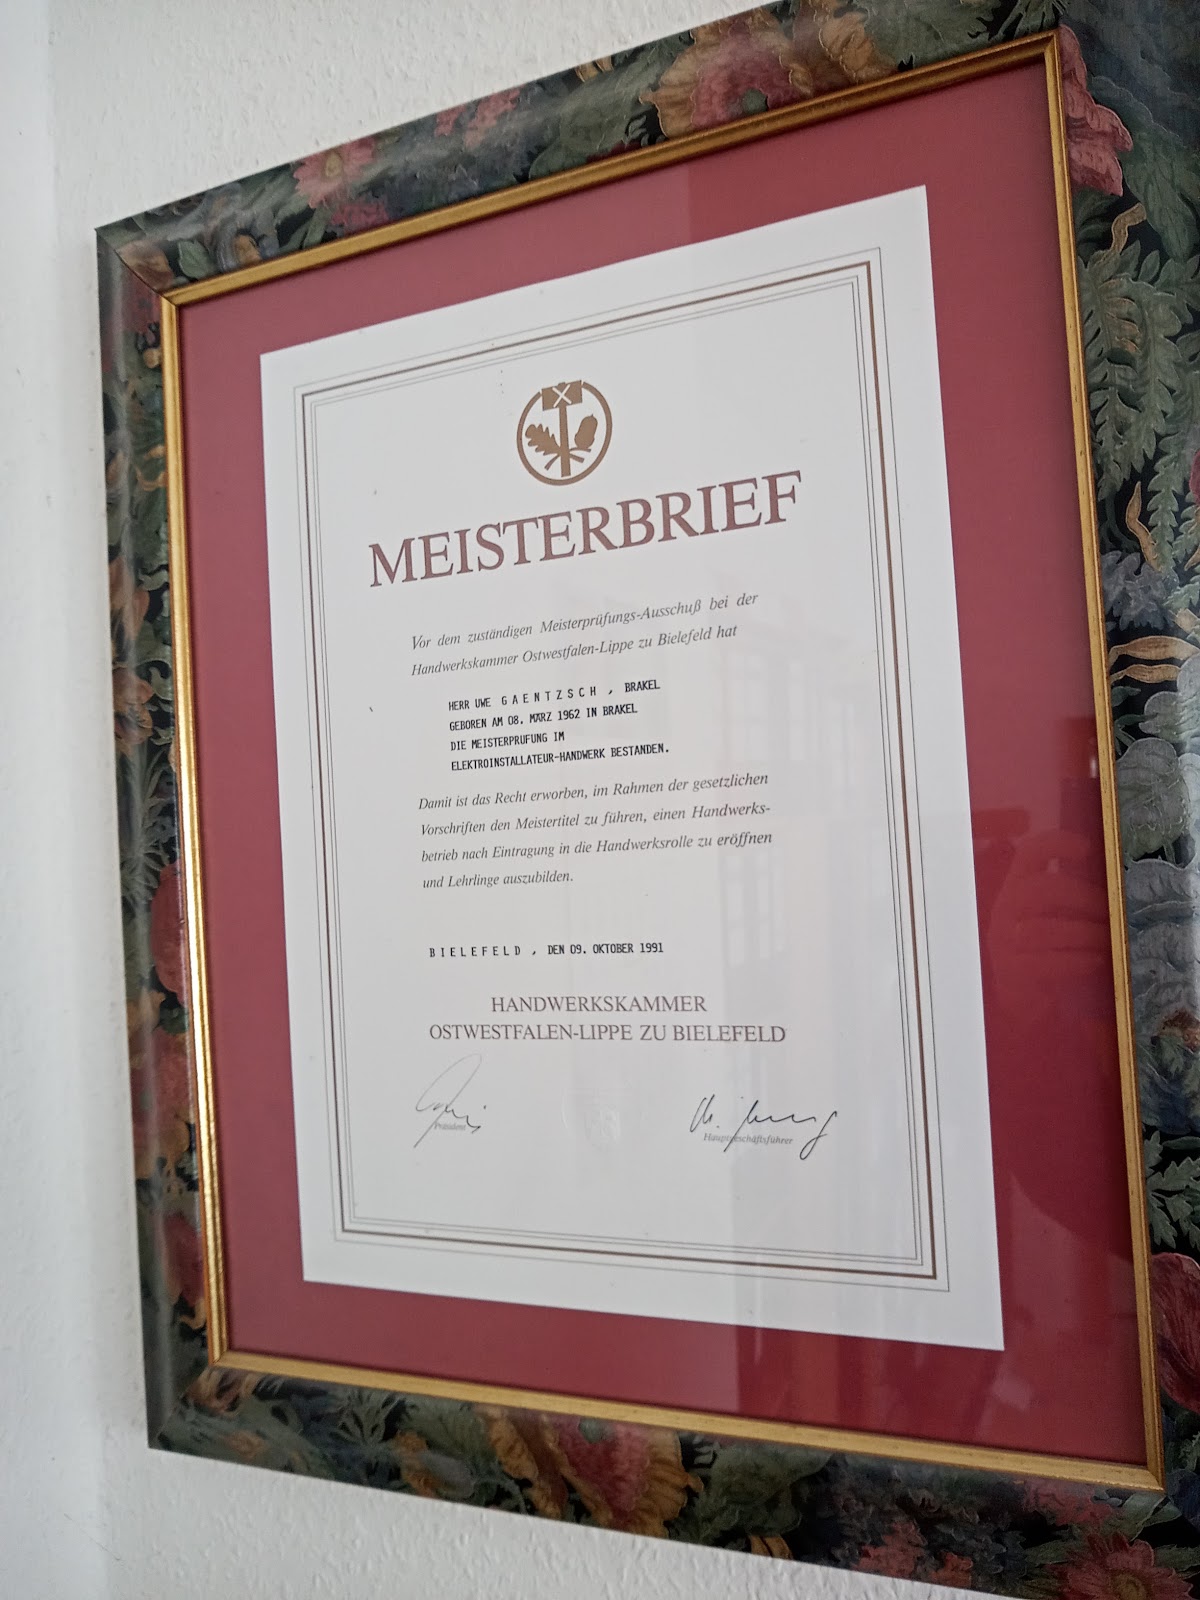 MEISTERBRIEF
Vor dem zuständigen Meisterprüfungs-Ausschuß bei der
Handwerkskammer Ostwestfalen-Lippe zu Bielefeld hat
HERR UWE G A E N T Z S C H , BRAKEL
GEBOREN AM 08. MÄRZ 1962 IN BRAKEL
DIE MEISTERPRÜFUNG IM
ELEKTROINSTALLATEUR-HANDWERK BESTANDEN.
Damit ist das Recht erworben, im Rahmen der gesetzlichen
Vorschriften den Meistertitel zu führen, einen Handwerks-
betrieb nach Eintragung in die Handwerksrolle zu eröffnen
und Lehrlinge auszubilden.
B I E L E F E L D , DEN 09. OKTOBER 1991
HANDWERKSKAMMER
OSTWESTFALEN-LIPPE ZU BIELEFELD
Präsident
Hauptgeschäftsführer